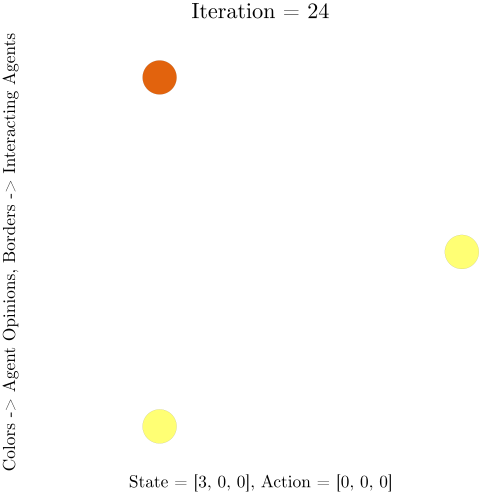 Iteration = 24
Colors -> Agent Opinions, Borders -> Interacting Agents
State = [3, 0, 0], Action = [0, 0, 0]